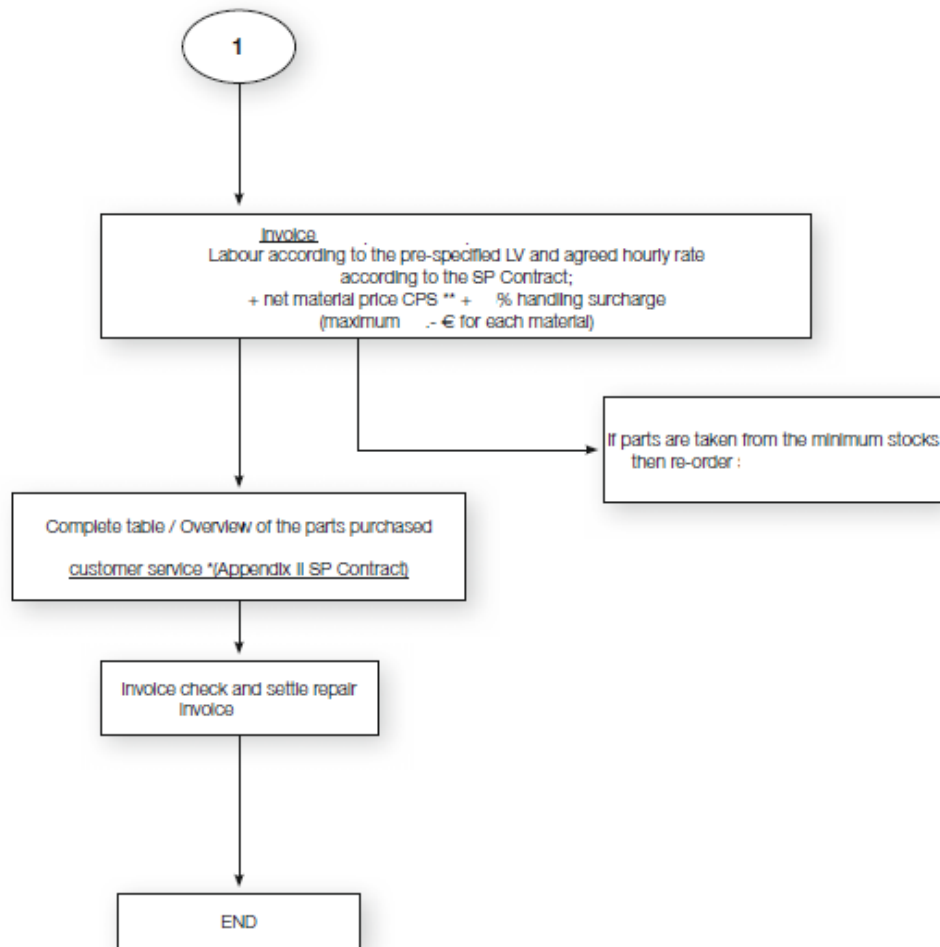 1
Invoice
Labour according to the pre-specified LV and agreed hourly rate
according to the SP Contract;
+ net material price CPS ** + % handling surcharge
(maximum .- € for each material)
If parts are taken from the minimum stocks
then re-order :
Complete table / Overview of the parts purchased
customer service *(Appendix II SP Contract)
Invoice check and settle repair
Invoice
END